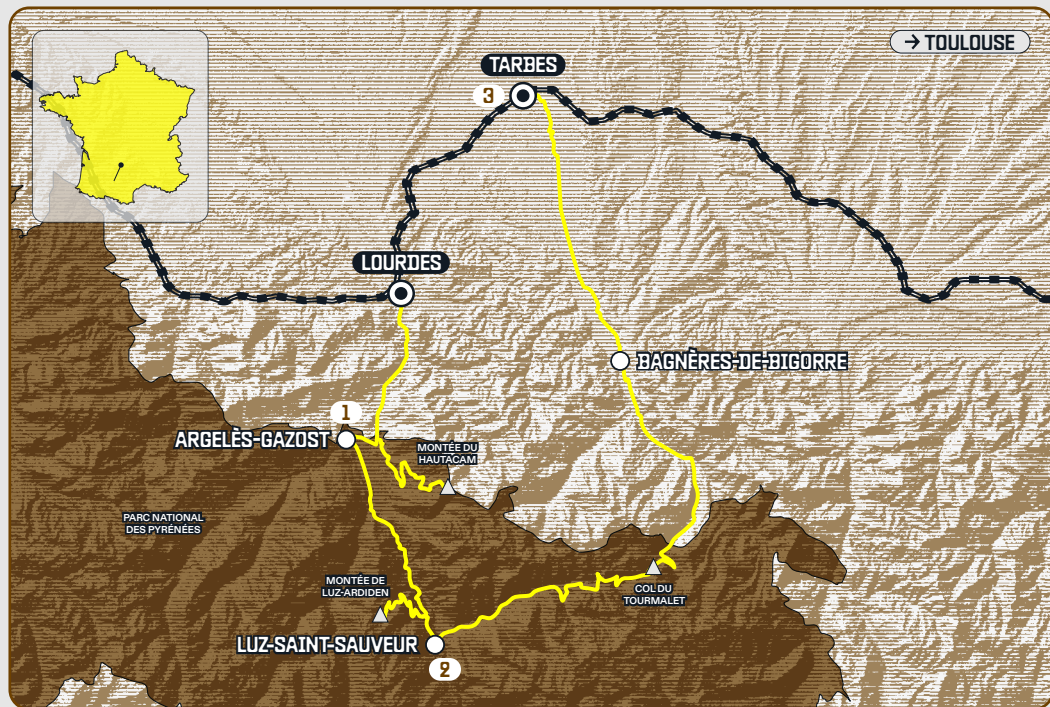 → TOULOUSE
TARBES
3
LOURDES
BAGNÈRES-DE-BIGORRE
1
ARGELÈS-GAZOST
MONTÉE DU
HAUTACAM
PARC NATIONAL
DES PYRÉNÉES
MONTÉE DE
LUZ-ARDIDEN
COL DU
TOURMALET
LUZ-SAINT-SAUVEUR
2